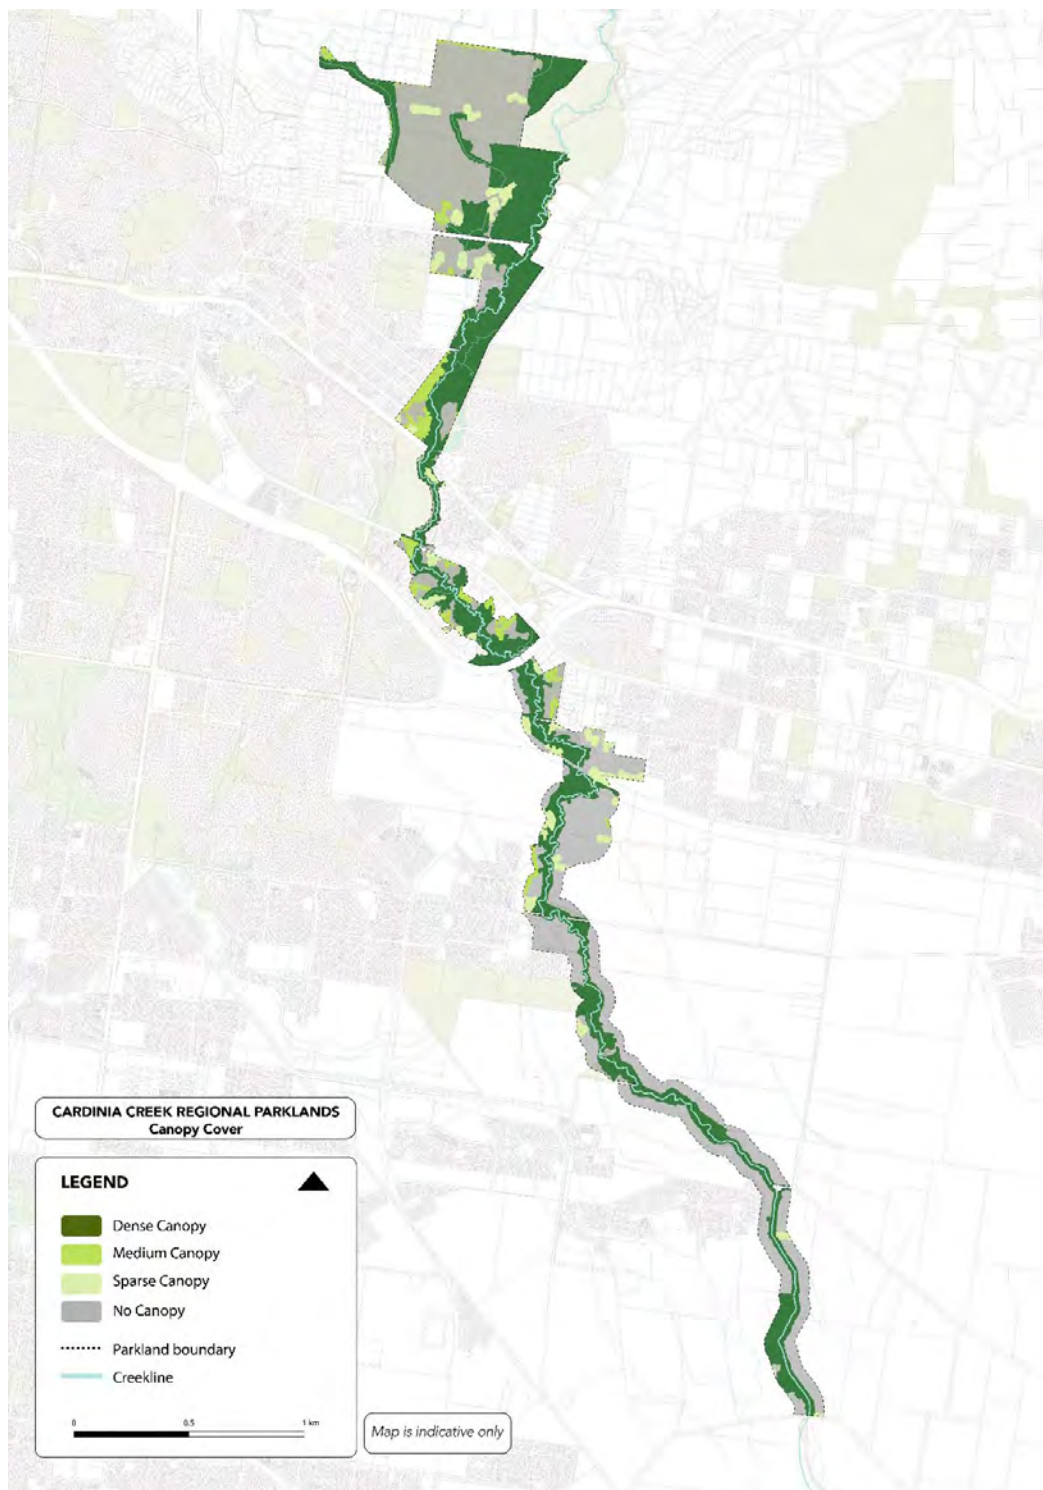 CARDINIA CREEK REGIONAL PARKLANDS
Canopy Cover
LEGEND
Dense Canopy
Medium Canopy
Sparse Canopy
No Canopy
Parkland boundary
Creekline
0 0.5 1 km
Map is indicative only